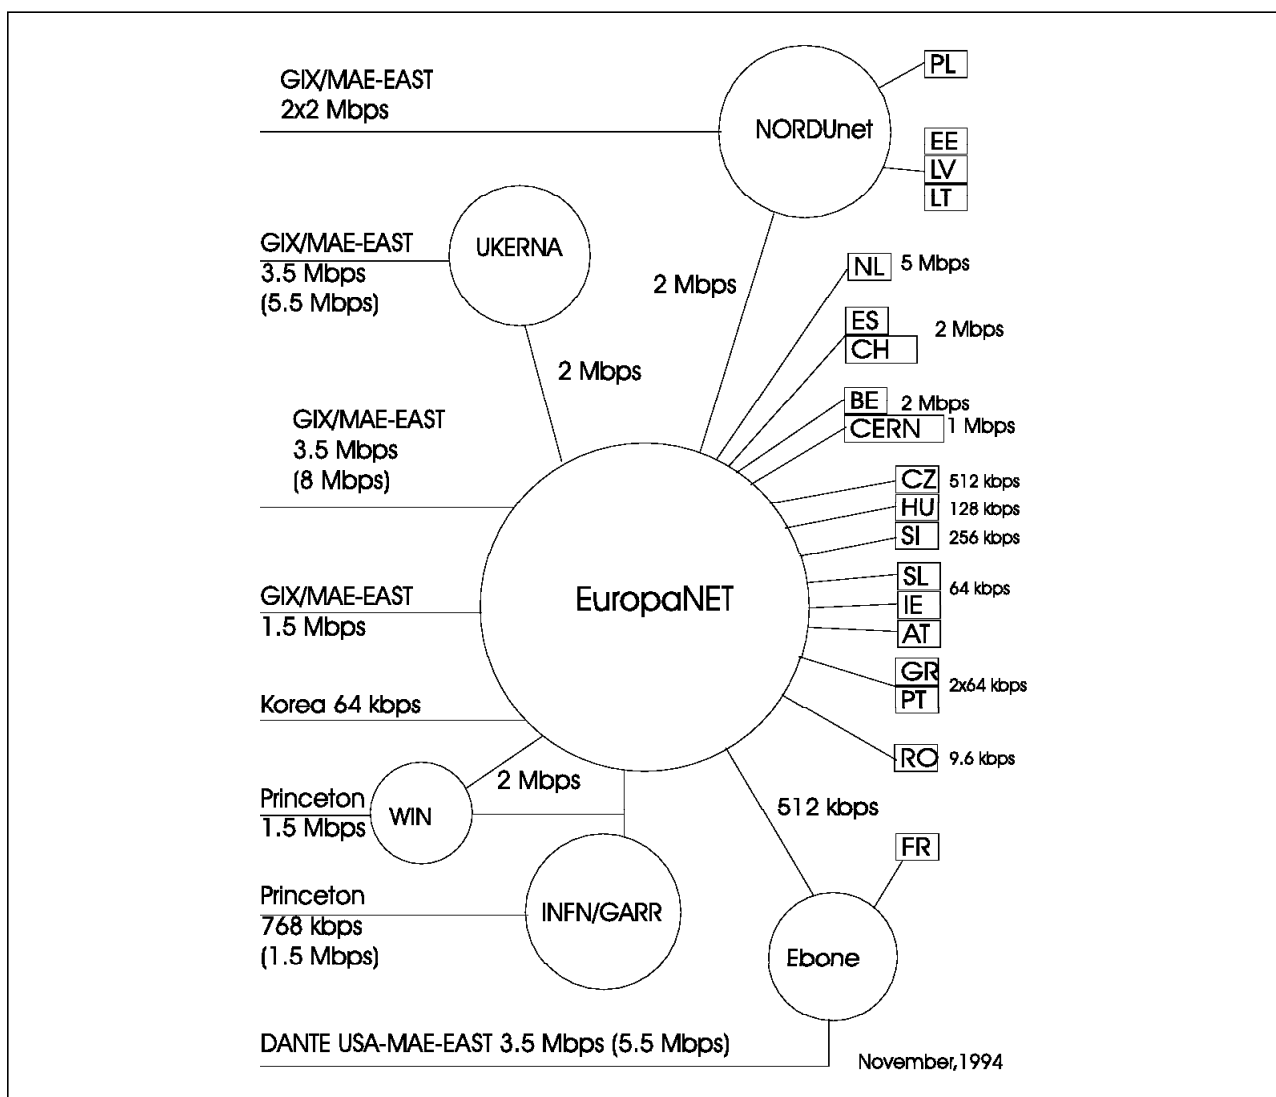 GIX/MAE-EAST
2x2 Mbps
NORDUnet
PL
EE
LV
LT
GIX/MAE-EAST
3.5 Mbps
(5.5 Mbps)
UKERNA
2 Mbps
2 Mbps
NL 5 Mbps
ES
CH
2 Mbps
BE 2 Mbps
CERN 1 Mbps
GIX/MAE-EAST
3.5 Mbps
(8 Mbps)
CZ 512 kbps
HU 128 kbps
SI 256 kbps
SL
IE
AT
64 kbps
GR
PT
2x64 kbps
RO 9.6 kbps
EuropaNET
GIX/MAE-EAST
1.5 Mbps
Korea 64 kbps
2 Mbps
Princeton
1.5 Mbps
WIN
512 kbps
FR
Princeton
768 kbps
(1.5 Mbps)
INFN/GARR
Ebone
DANTE USA-MAE-EAST 3.5 Mbps (5.5 Mbps)
November,1994